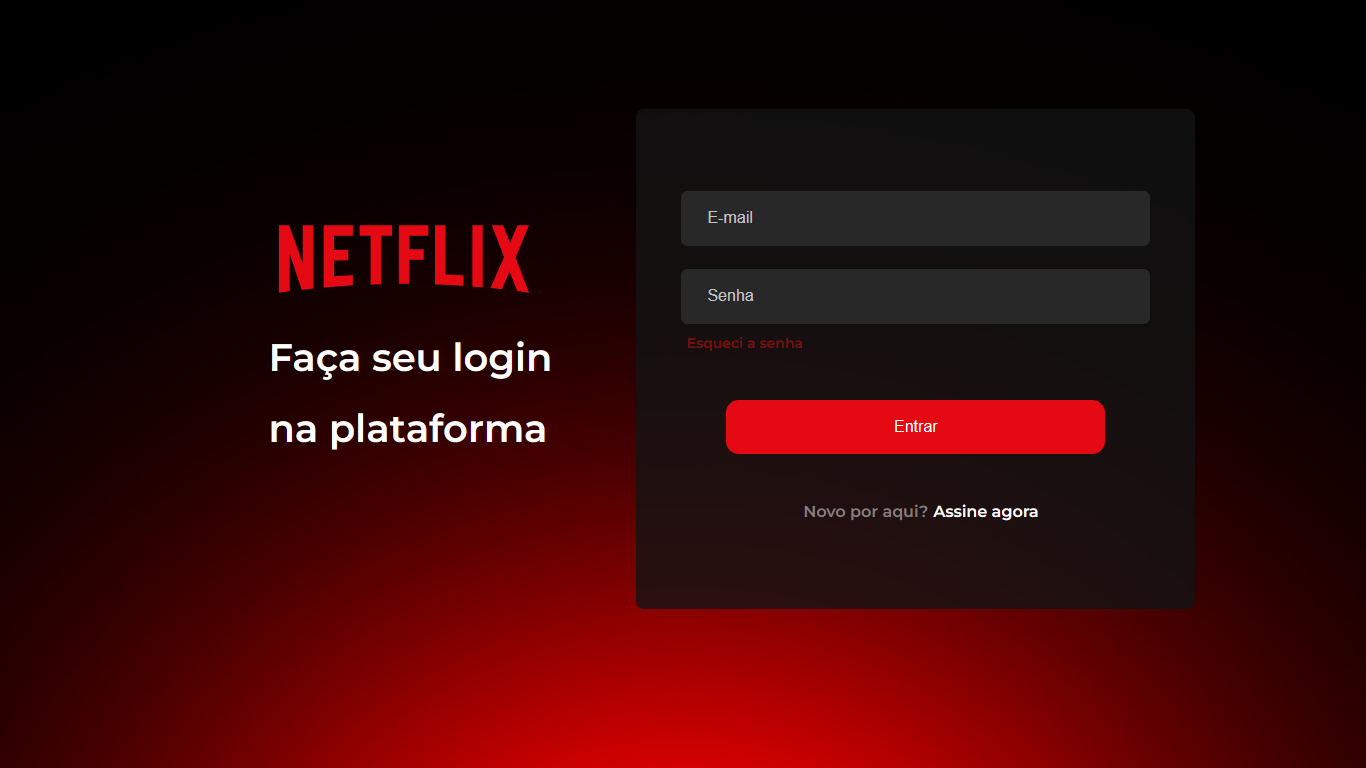 NETFLIX
Faça seu login
na plataforma
E-mail
Senha
Esqueci a senha
Entrar
Novo por aqui? Assine agora